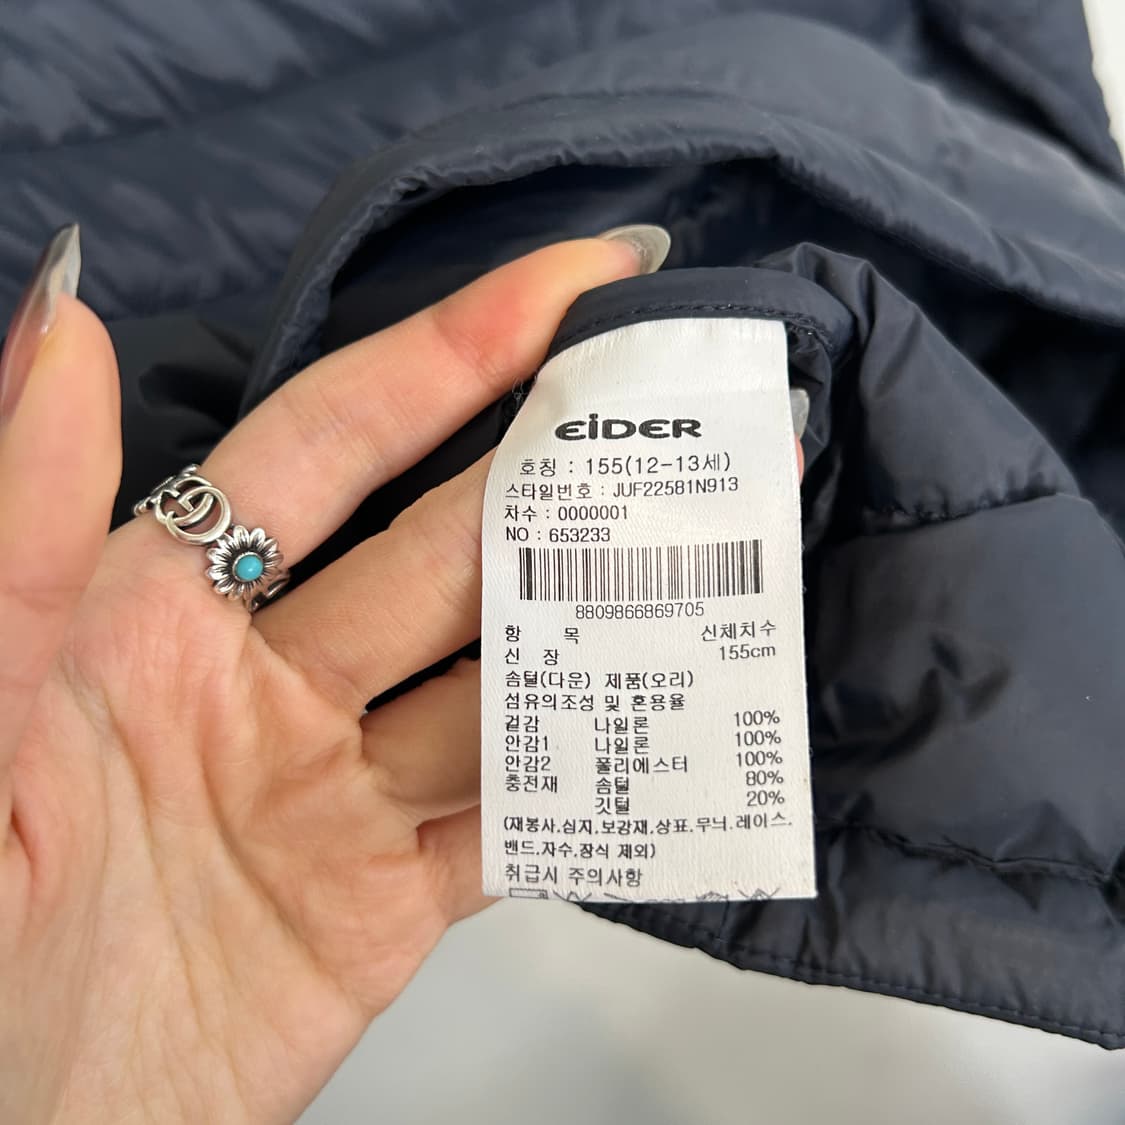 EiDER
호칭 : 155(12-13세)
스타일번호 : JUF22581N913
차수 : 0000001
NO : 653233
8809866869705
항 목 신체치수
신 장 155cm
솜털(다운) 제품(오리)
섬유의조성 및 혼용율
겉감 나일론 100%
안감1 나일론 100%
안감2 폴리에스터 100%
충전재 솜털 80%
깃털 20%
(재봉사.심지.보강재.상표.무늬.레이스.
밴드.자수.장식 제외)
취급시 주의사항